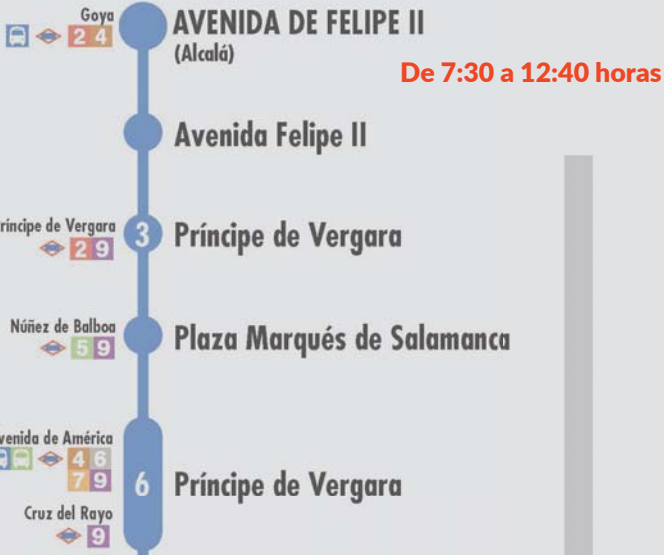 Goya
2 4
AVENIDA DE FELIPE II
(Alcalá)
De 7:30 a 12:40 horas
Avenida Felipe II
ríncipe de Vergara
2 9
3
Príncipe de Vergara
Núñez de Balboa
5 9
Plaza Marqués de Salamanca
venida de América
4 6
7 9
6
Príncipe de Vergara
Cruz del Rayo
9